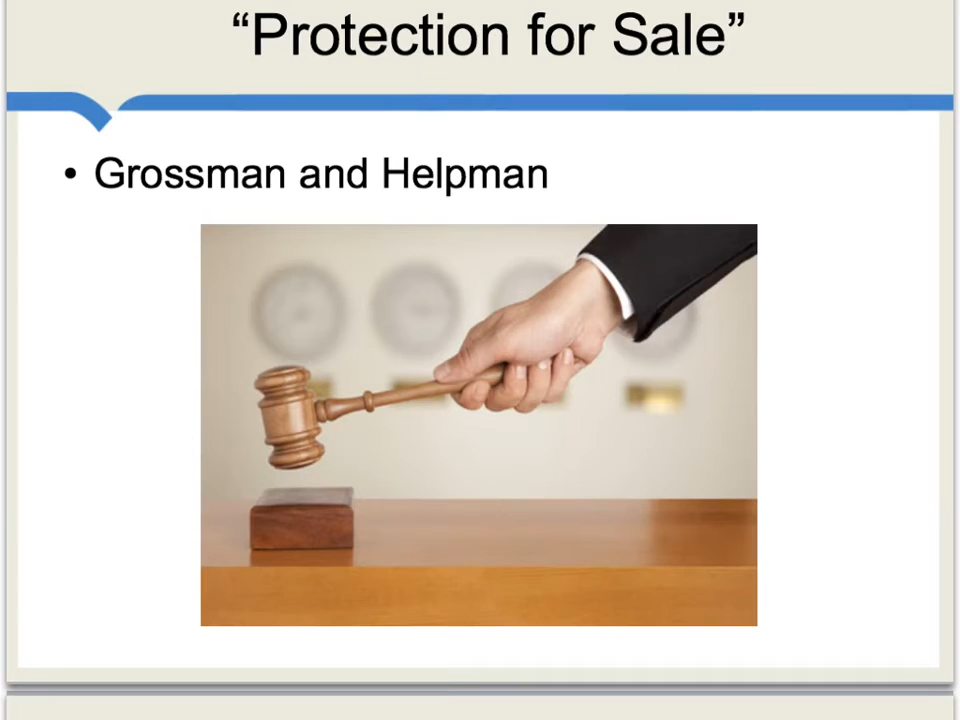 “Protection for Sale”
• Grossman and Helpman